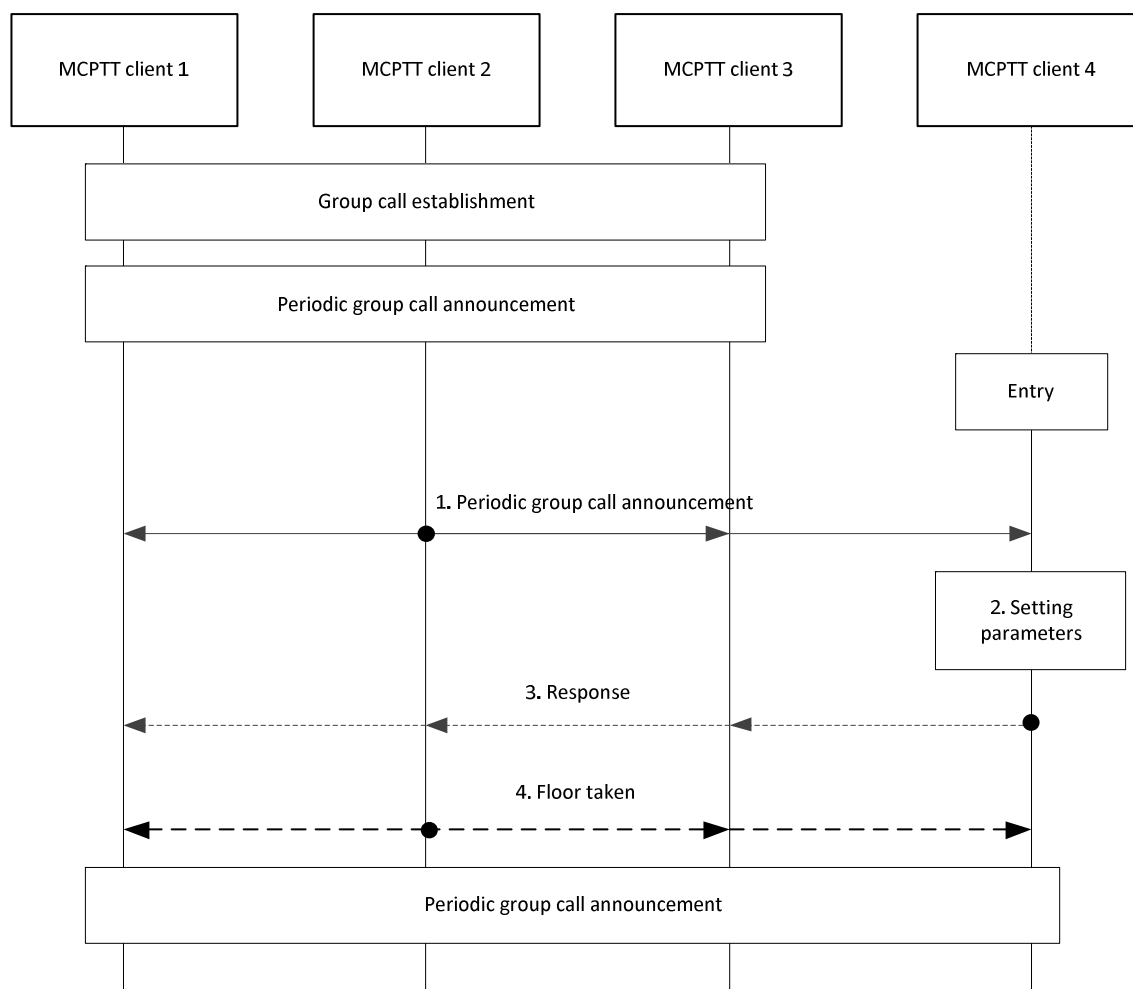 MCPTT client 1
MCPTT client 2
MCPTT client 3
MCPTT client 4
Group call establishment
Periodic group call announcement
Entry
1. Periodic group call announcement
2. Setting
parameters
3. Response
4. Floor taken
Periodic group call announcement